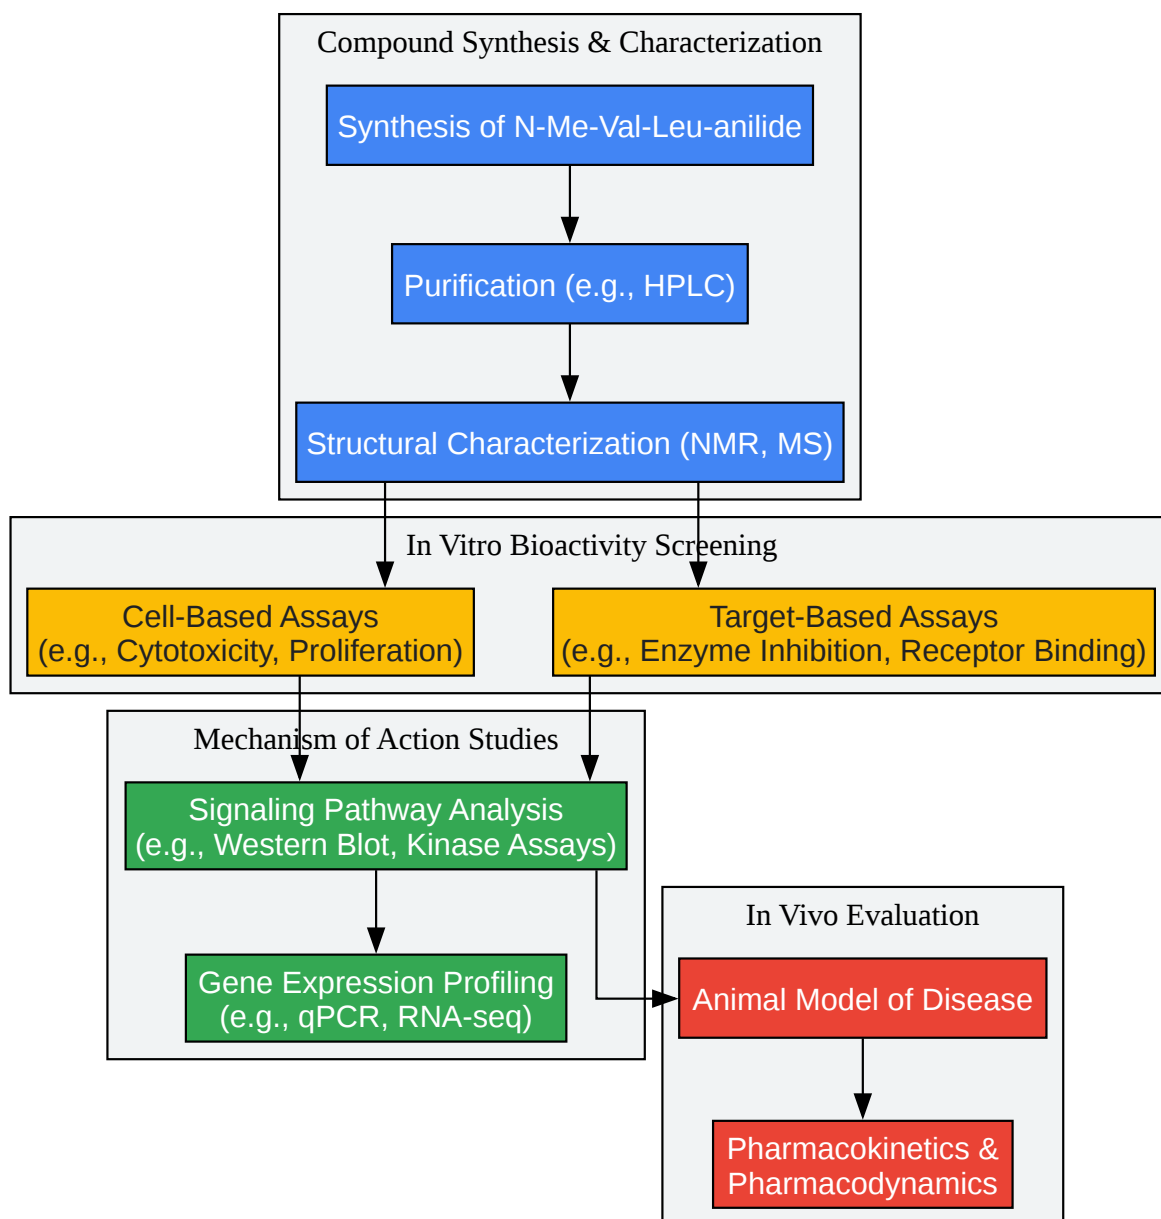 Compound Synthesis & Characterization
Synthesis of N-Me-Val-Leu-anilide
Purification (e.g., HPLC)
Structural Characterization (NMR, MS)
In Vitro Bioactivity Screening
Cell-Based Assays
(e.g., Cytotoxicity, Proliferation)
Target-Based Assays
(e.g., Enzyme Inhibition, Receptor Binding)
Mechanism of Action Studies
Signaling Pathway Analysis
(e.g., Western Blot, Kinase Assays)
Gene Expression Profiling
(e.g., qPCR, RNA-seq)
In Vivo Evaluation
Animal Model of Disease
Pharmacokinetics &
Pharmacodynamics